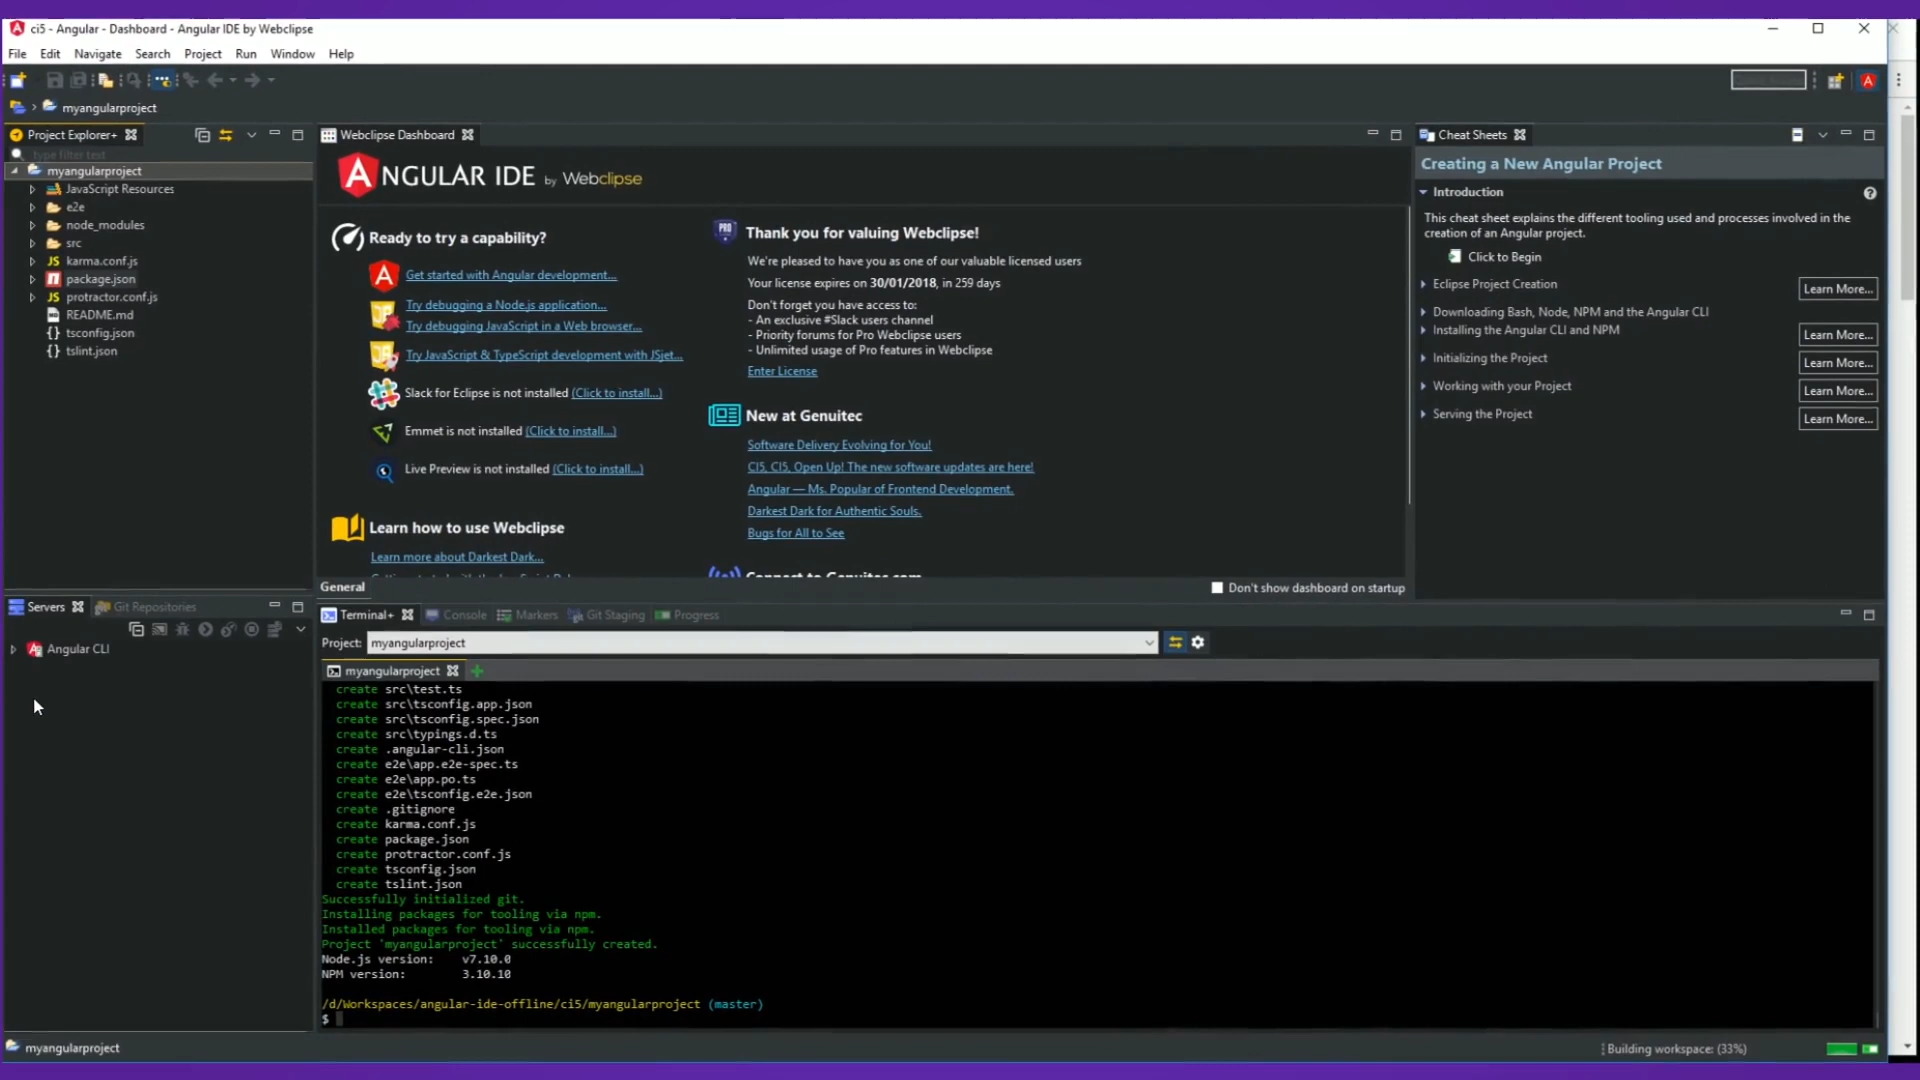 ci5 - Angular - Dashboard - Angular IDE by Webclipse
File Edit Navigate Search Project Run Window Help
myangularproject
Project Explorer+
type filter text
myangularproject
JavaScript Resources
e2e
node_modules
src
karma.conf.js
package.json
protractor.conf.js
README.md
tsconfig.json
tslint.json
Webclipse Dashboard
NGULAR IDE by Webclipse
Ready to try a capability?
Get started with Angular development...
Try debugging a Node.js application...
Try debugging JavaScript in a Web browser...
Try JavaScript & TypeScript development with JSjet...
Slack for Eclipse is not installed (Click to install...)
Emmet is not installed (Click to install...)
Live Preview is not installed (Click to install...)
Learn how to use Webclipse
Learn more about Darkest Dark...
PRO
Thank you for valuing Webclipse!
We're pleased to have you as one of our valuable licensed users
Your license expires on 30/01/2018, in 259 days
Don't forget you have access to:
- An exclusive #Slack users channel
- Priority forums for Pro Webclipse users
- Unlimited usage of Pro features in Webclipse
Enter License
New at Genuitec
Software Delivery Evolving for You!
CI5, CI5, Open Up! The new software updates are here!
Angular — Ms. Popular of Frontend Development.
Darkest Dark for Authentic Souls.
Bugs for All to See
Connect to Genuitec.com
General
Don't show dashboard on startup
Cheat Sheets
Creating a New Angular Project
Introduction
This cheat sheet explains the different tooling used and processes involved in the
creation of an Angular project.
Click to Begin
Eclipse Project Creation
Learn More...
Downloading Bash, Node, NPM and the Angular CLI
Installing the Angular CLI and NPM
Learn More...
Initializing the Project
Learn More...
Working with your Project
Learn More...
Serving the Project
Learn More...
Servers Git Repositories
Angular CLI
Terminal+ Console Markers Git Staging Progress
Project: myangularproject
myangularproject
create src\test.ts
create src\tsconfig.app.json
create src\tsconfig.spec.json
create src\typings.d.ts
create .angular-cli.json
create e2e\app.e2e-spec.ts
create e2e\app.po.ts
create e2e\tsconfig.e2e.json
create .gitignore
create karma.conf.js
create package.json
create protractor.conf.js
create tsconfig.json
create tslint.json
Successfully initialized git.
Installing packages for tooling via npm.
Installed packages for tooling via npm.
Project 'myangularproject' successfully created.
Node.js version: v7.10.0
NPM version: 3.10.10
/d/Workspaces/angular-ide-offline/ci5/myangularproject (master)
$
myangularproject
Building workspace: (33%)